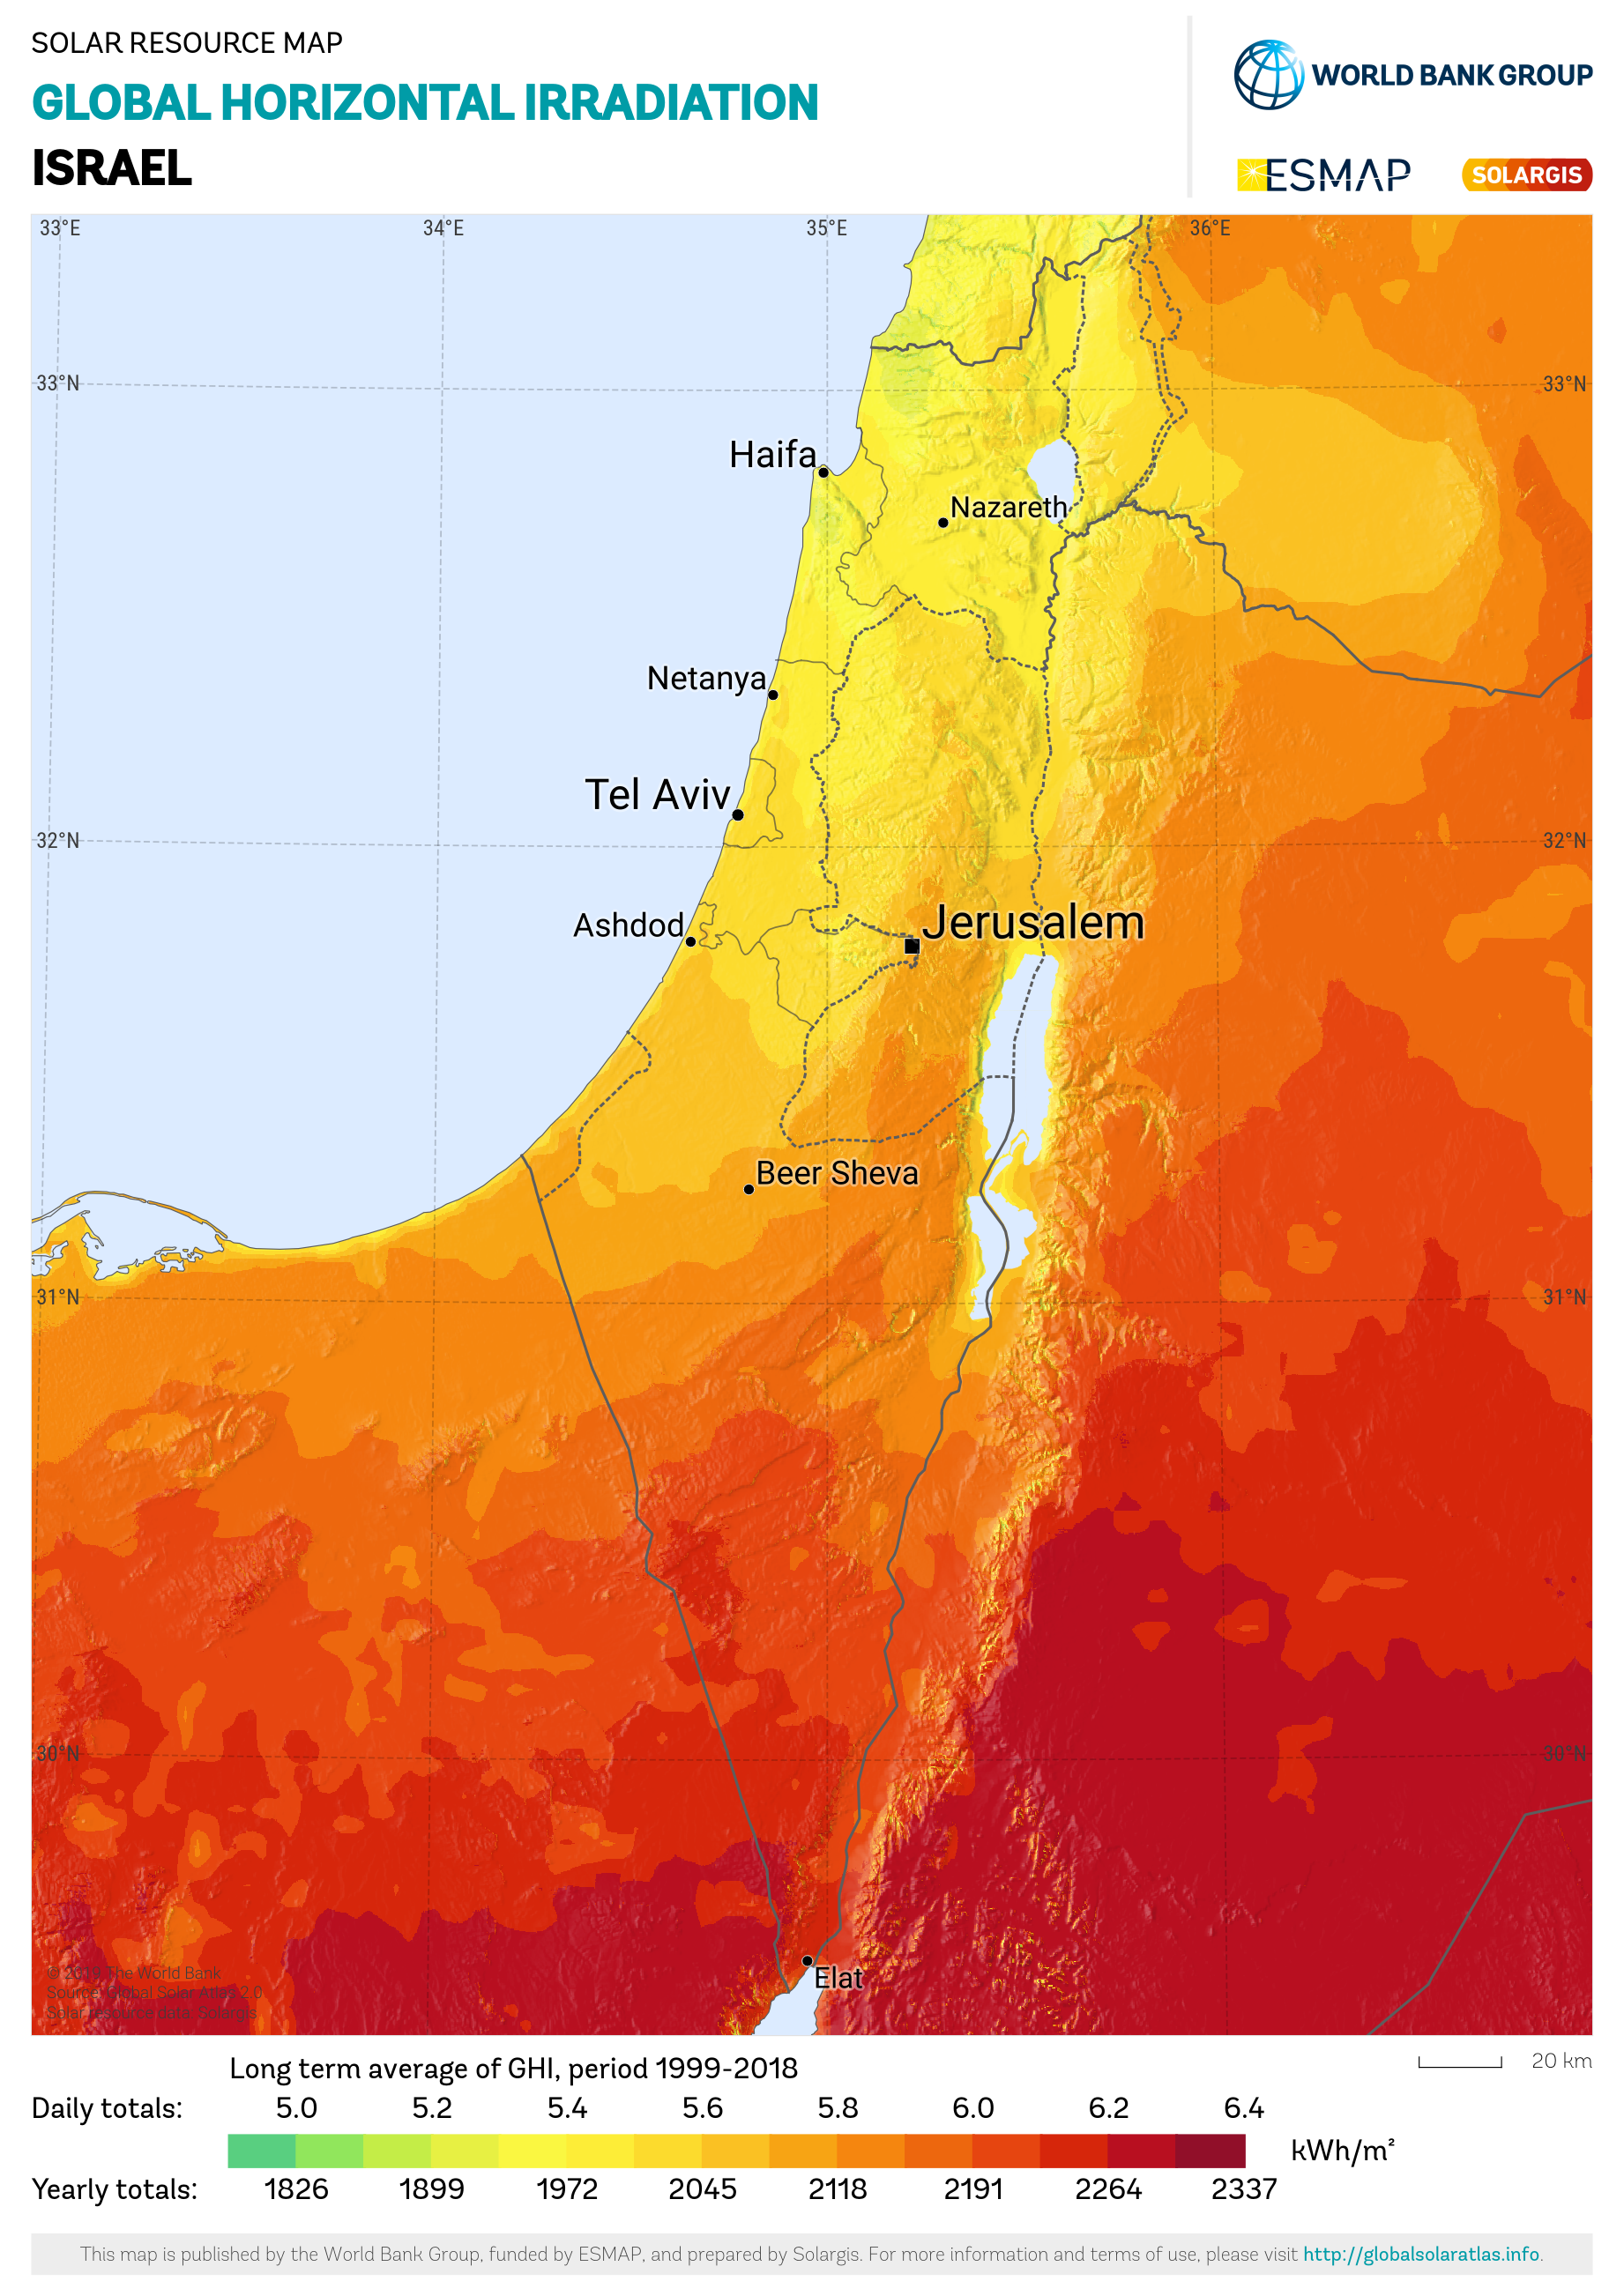 SOLAR RESOURCE MAP
GLOBAL HORIZONTAL IRRADIATION
ISRAEL
WORLD BANK GROUP
ESMAP
SOLARGIS
33°E 34°E 35°E 36°E
33°N 33°N
Haifa
Nazareth
Netanya
Tel Aviv
32°N 32°N
Ashdod
Jerusalem
Beer Sheva
31°N 31°N
30°N 30°N
Elat
© 2019 The World Bank
Source: Global Solar Atlas 2.0
Solar resource data: Solargis
Long term average of GHI, period 1999-2018
20 km
Daily totals: 5.0 5.2 5.4 5.6 5.8 6.0 6.2 6.4
kWh/m²
Yearly totals: 1826 1899 1972 2045 2118 2191 2264 2337
This map is published by the World Bank Group, funded by ESMAP, and prepared by Solargis. For more information and terms of use, please visit http://globalsolaratlas.info.